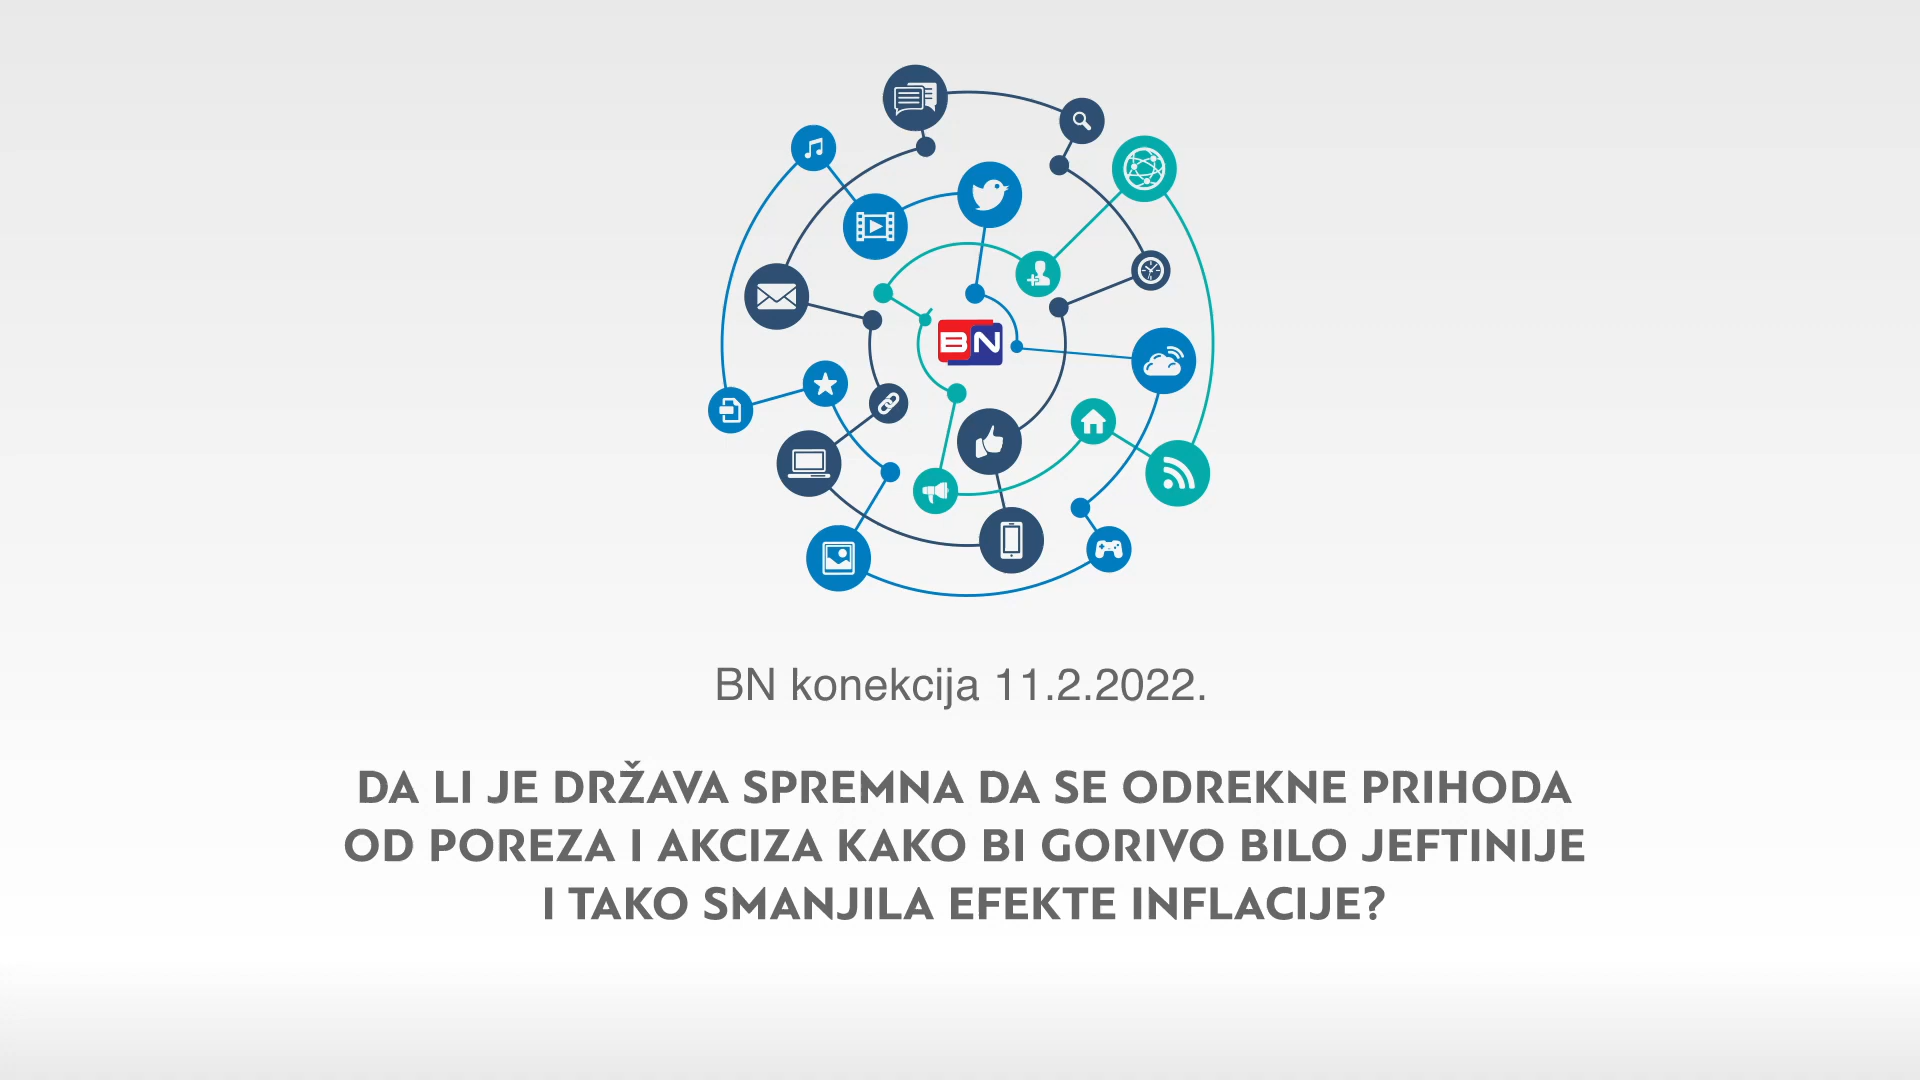 BN
BN konekcija 11.2.2022.
DA LI JE DRŽAVA SPREMNA DA SE ODREKNE PRIHODA
OD POREZA I AKCIZA KAKO BI GORIVO BILO JEFTINIJE
I TAKO SMANJILA EFEKTE INFLACIJE?